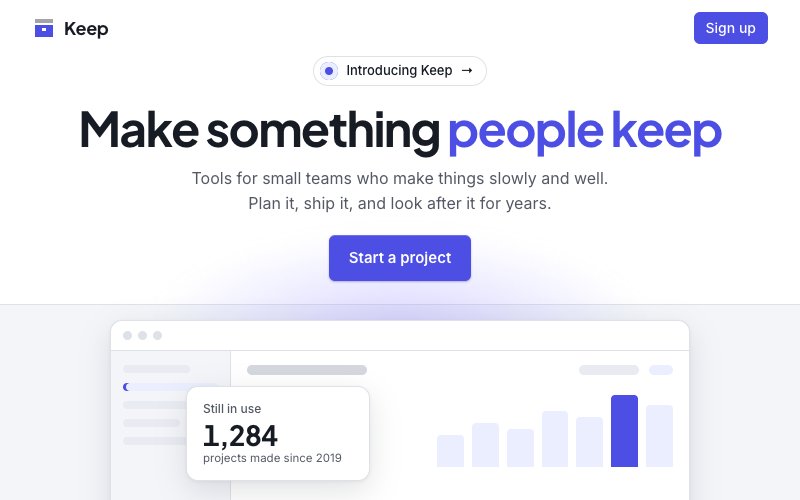 Keep
Sign up
Introducing Keep →
Make something people keep
Tools for small teams who make things slowly and well.
Plan it, ship it, and look after it for years.
Start a project
Still in use
1,284
projects made since 2019